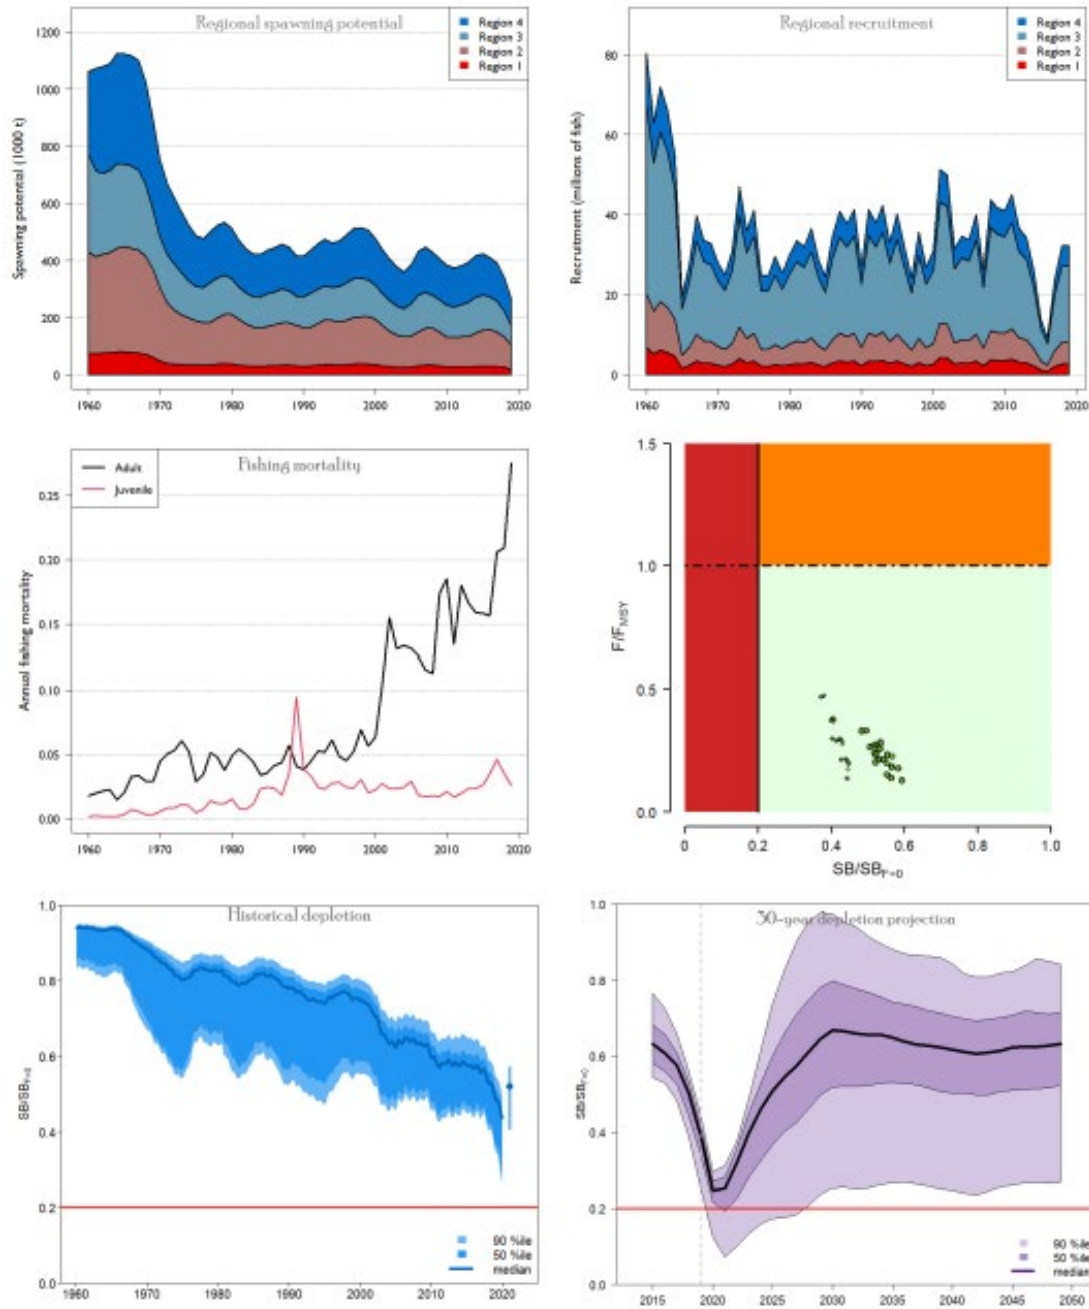 Regional spawning potential
Region 4
Region 3
Region 2
Region 1
Spawning potential (1000 t)
1200
1000
800
600
400
200
0
1960 1970 1980 1990 2000 2010 2020
Regional recruitment
Region 4
Region 3
Region 2
Region 1
Recruitment (millions of fish)
80
60
40
20
0
1960 1970 1980 1990 2000 2010 2020
Fishing mortality
Adult
Juvenile
Annual fishing mortality
0.25
0.20
0.15
0.10
0.05
0.00
1960 1970 1980 1990 2000 2010 2020
F/FMSY
1.5
1.0
0.5
0.0
0 0.2 0.4 0.6 0.8 1.0
SB/SBF=0
Historical depletion
SB/SBF=0
1.0
0.8
0.6
0.4
0.2
0.0
90 %ile
50 %ile
median
1960 1970 1980 1990 2000 2010 2020
30-year depletion projection
SB/SBF=0
1.0
0.8
0.6
0.4
0.2
0.0
90 %ile
50 %ile
median
2015 2020 2025 2030 2035 2040 2045 2050